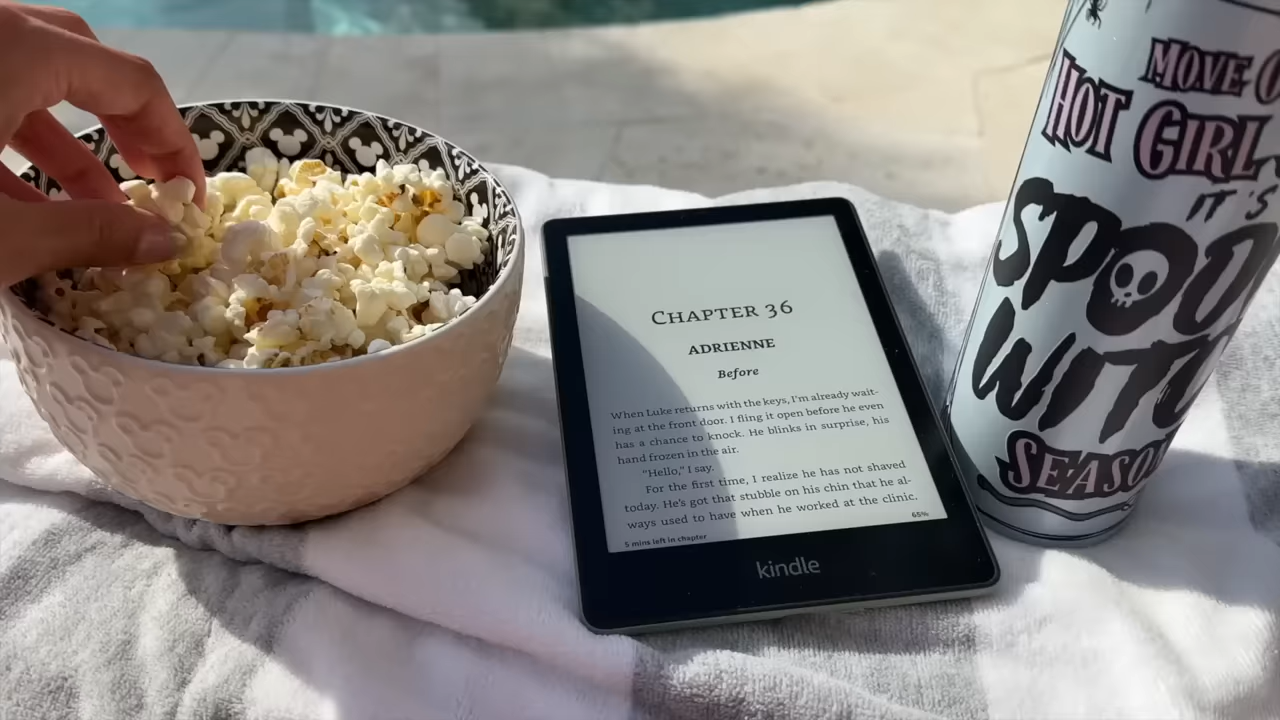 CHAPTER 36
ADRIENNE
Before
When Luke returns with the keys, I'm already wait-
ing at the front door. I fling it open before he even
has a chance to knock. He blinks in surprise, his
hand frozen in the air.
"Hello," I say.
For the first time, I realize he has not shaved
today. He's got that stubble on his chin that he al-
ways used to have when he worked at the clinic.
5 mins left in chapter 65%
kindle
MOVE
HOT GIRL
IT'S
SPOO
WITC
SEASON